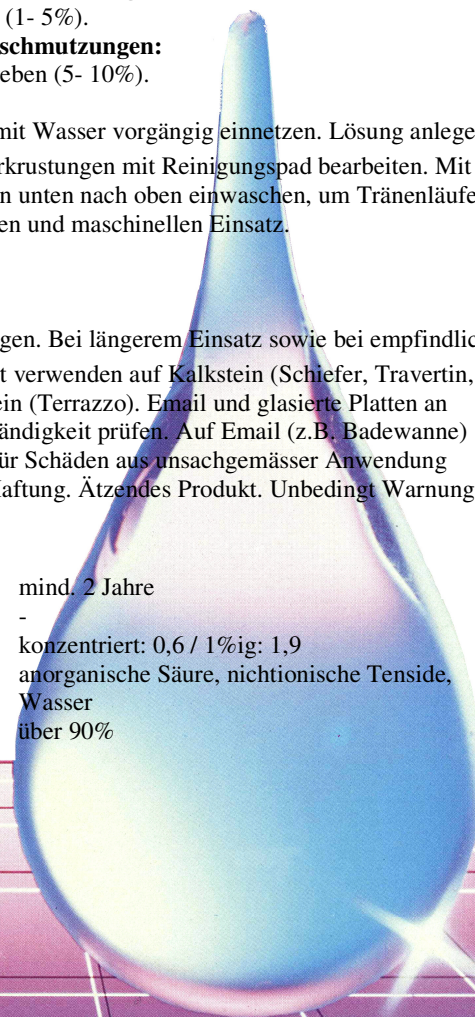 (1- 5%).
schmutzungen:
eben (5- 10%).
mit Wasser vorgängig einnetzen. Lösung anlege
erkrustungen mit Reinigungspad bearbeiten. Mit
n unten nach oben einwaschen, um Tränenläufe
en und maschinellen Einsatz.
gen. Bei längerem Einsatz sowie bei empfindlic
t verwenden auf Kalkstein (Schiefer, Travertin,
ein (Terrazzo). Email und glasierte Platten an
tändigkeit prüfen. Auf Email (z.B. Badewanne)
ür Schäden aus unsachgemässer Anwendung
Haftung. Ätzendes Produkt. Unbedingt Warnung
mind. 2 Jahre
-
konzentriert: 0,6 / 1%ig: 1,9
anorganische Säure, nichtionische Tenside,
Wasser
über 90%